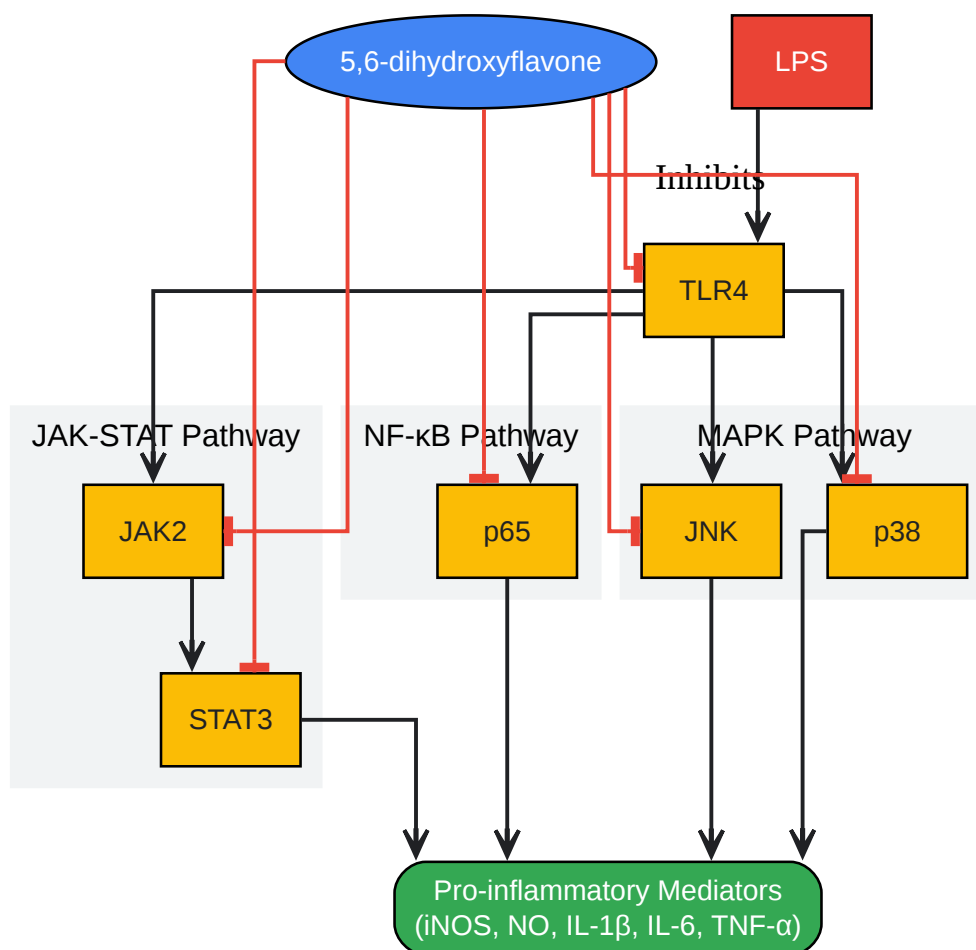 5,6-dihydroxyflavone
LPS
Inhibits
TLR4
JAK-STAT Pathway
NF-κB Pathway
MAPK Pathway
JAK2
p65
JNK
p38
STAT3
Pro-inflammatory Mediators
(iNOS, NO, IL-1β, IL-6, TNF-α)